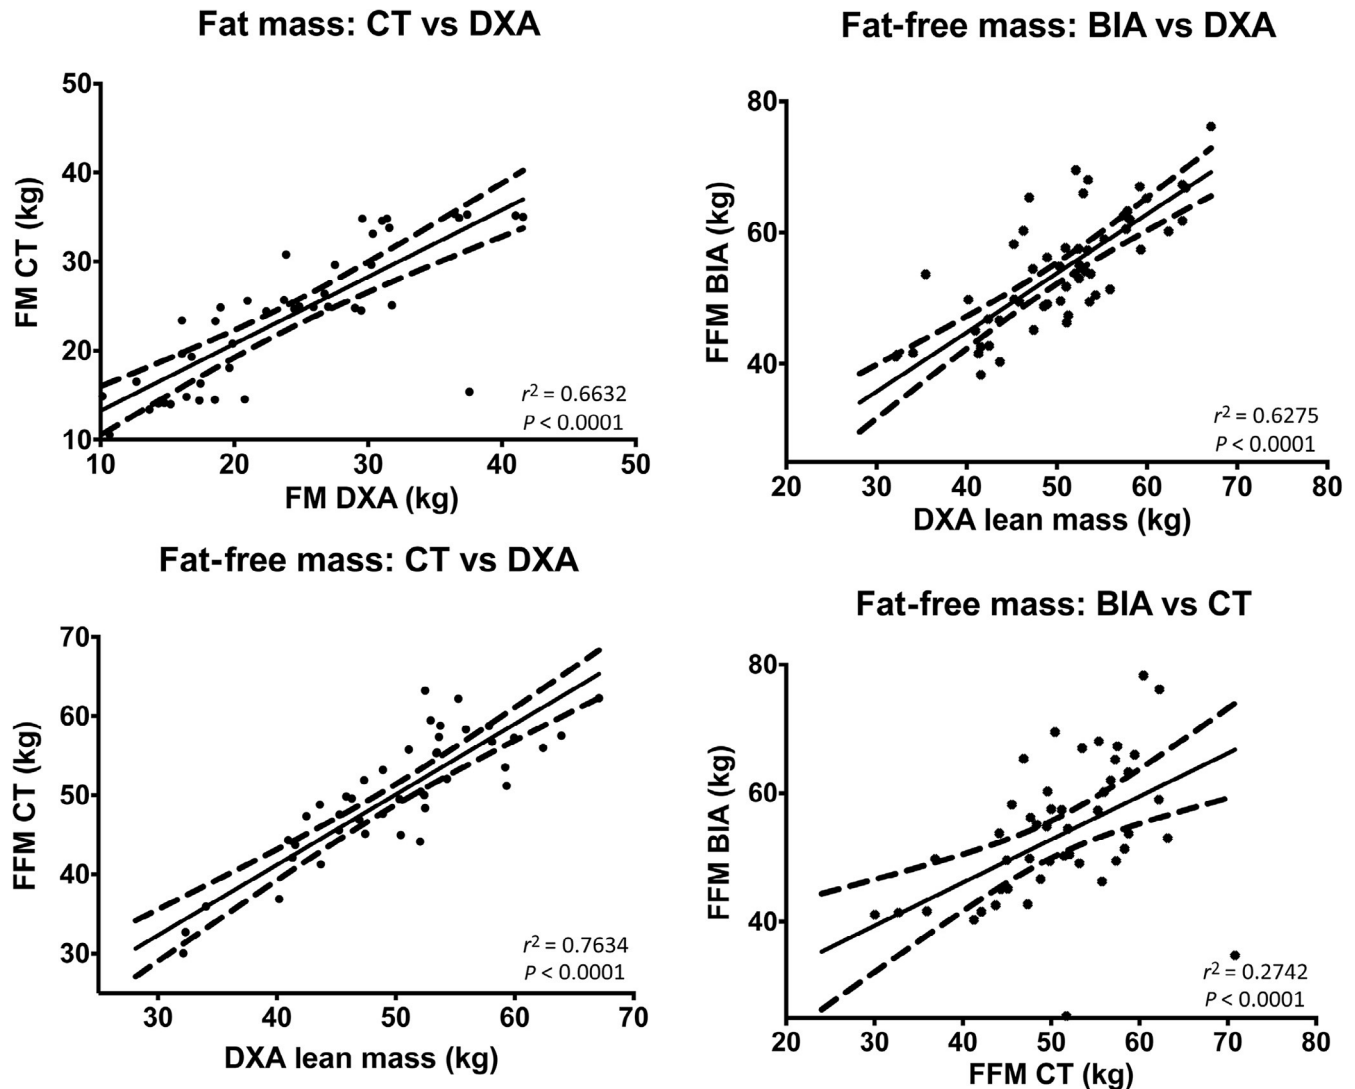 Fat mass: CT vs DXA
50
40
30
20
10
FM CT (kg)
10 20 30 40 50
FM DXA (kg)
r2 = 0.6632
P < 0.0001
Fat-free mass: BIA vs DXA
80
60
40
FFM BIA (kg)
20 30 40 50 60 70 80
DXA lean mass (kg)
r2 = 0.6275
P < 0.0001
Fat-free mass: CT vs DXA
70
60
50
40
30
FFM CT (kg)
30 40 50 60 70
DXA lean mass (kg)
r2 = 0.7634
P < 0.0001
Fat-free mass: BIA vs CT
80
60
40
FFM BIA (kg)
20 30 40 50 60 70 80
FFM CT (kg)
r2 = 0.2742
P < 0.0001